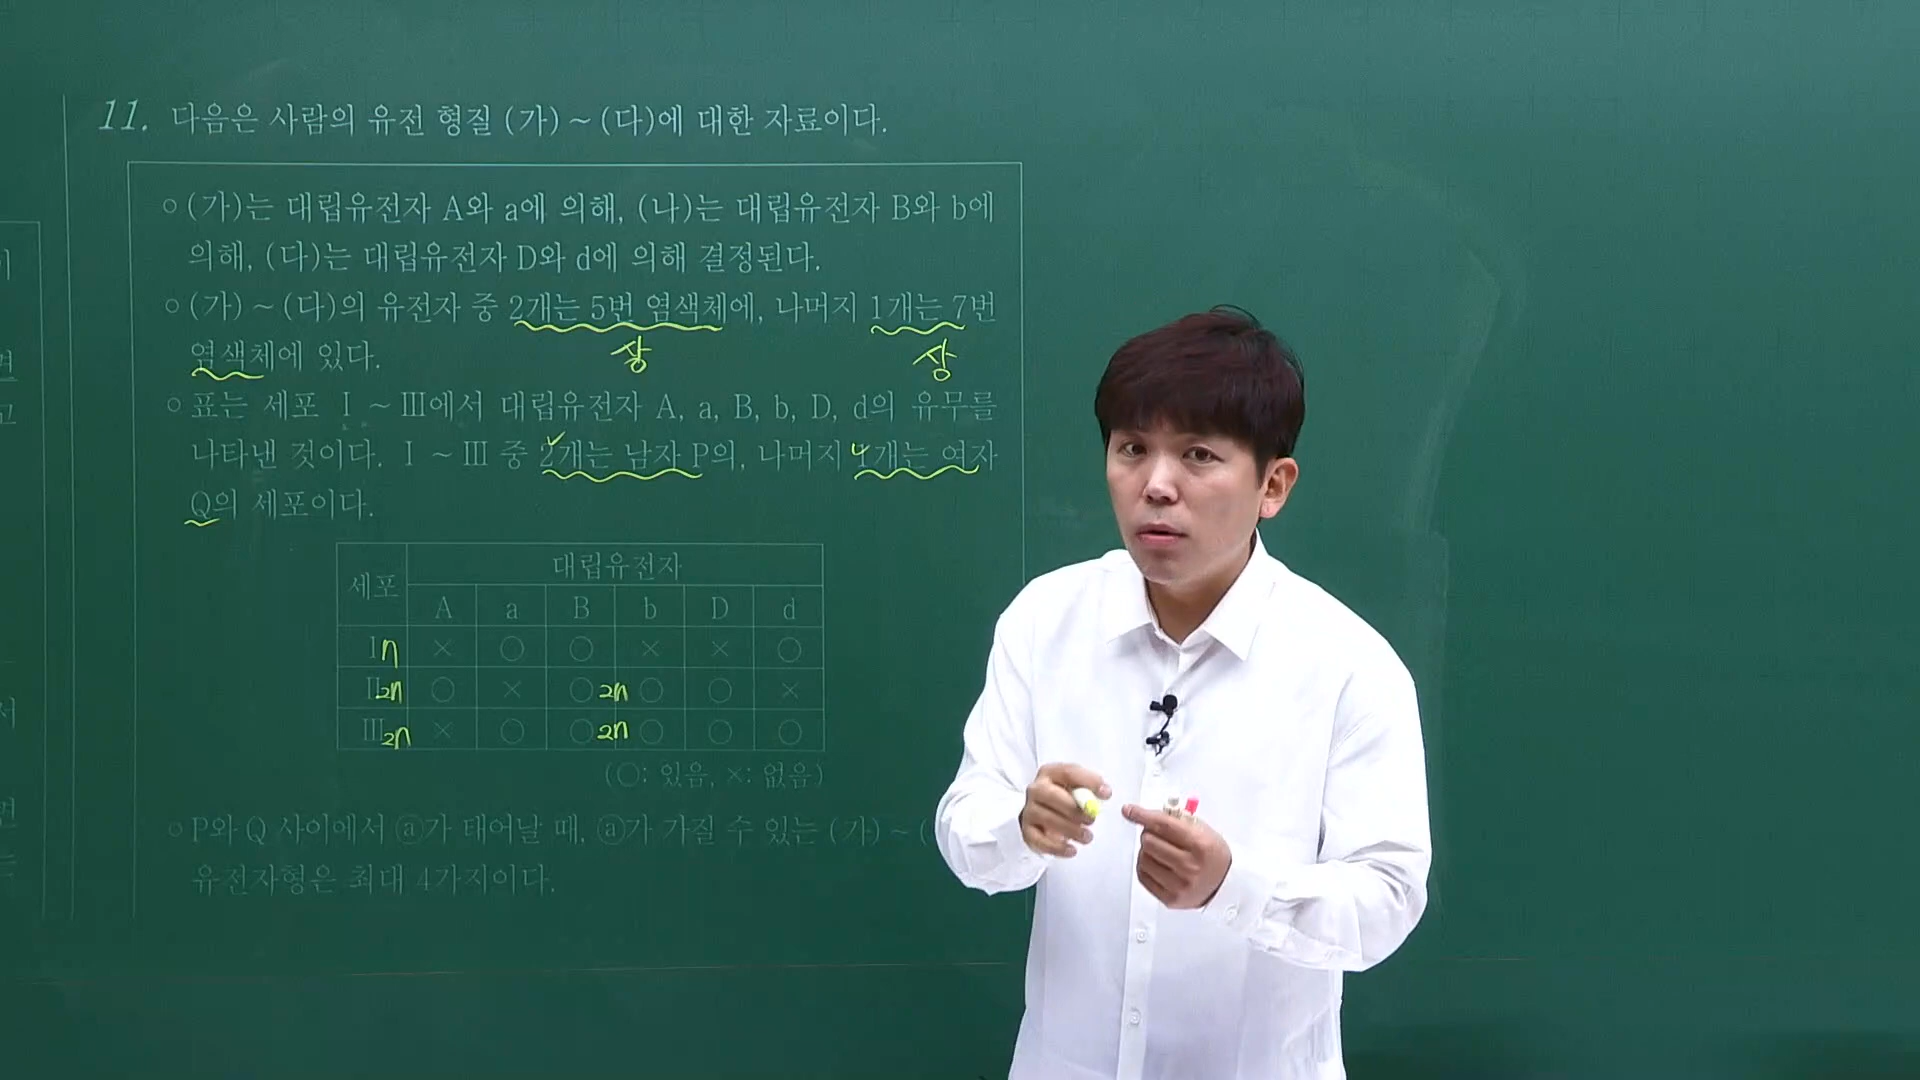 11. 다음은 사람의 유전 형질 (가) ~ (다)에 대한 자료이다.
○ (가)는 대립유전자 A와 a에 의해, (나)는 대립유전자 B와 b에
의해, (다)는 대립유전자 D와 d에 의해 결정된다.
○ (가) ~ (다)의 유전자 중 2개는 5번 염색체에, 나머지 1개는 7번
상 상
염색체에 있다.
○ 표는 세포 Ⅰ ~ Ⅲ에서 대립유전자 A, a, B, b, D, d의 유무를
나타낸 것이다. Ⅰ ~ Ⅲ 중 2개는 남자 P의, 나머지 1개는 여자
Q의 세포이다.
세포 대립유전자
A a B b D d
Ⅰ n × ○ ○ × × ○
Ⅱ 2n ○ × ○ 2n ○ ○ ×
Ⅲ 2n × ○ ○ 2n ○ ○ ○
(○: 있음, ×: 없음)
○ P와 Q 사이에서 ⓐ가 태어날 때, ⓐ가 가질 수 있는 (가) ~ (
유전자형은 최대 4가지이다.